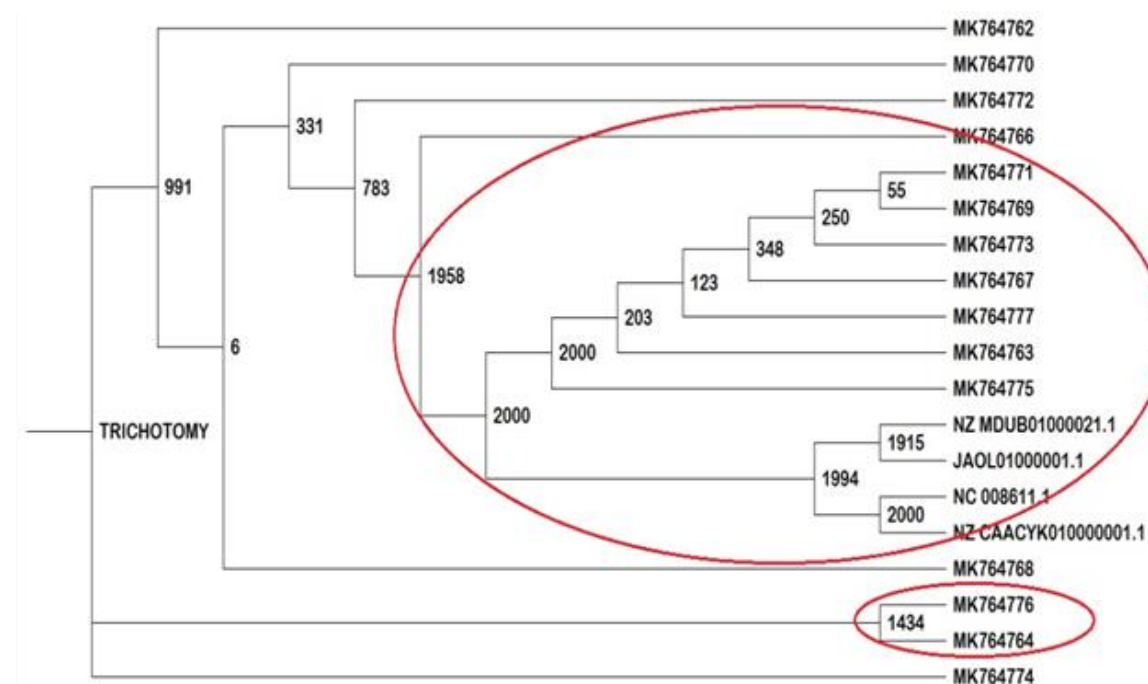 MK764762
MK764770
MK764772
331
MK764766
MK764771
991
783
55
MK764769
250
MK764773
348
1958
MK764767
123
MK764777
203
6
2000
MK764763
MK764775
2000
NZ MDUB01000021.1
TRICHOTOMY
1915
JAOL01000001.1
1994
NC 008611.1
2000
NZ CAACYK010000001.1
MK764768
MK764776
1434
MK764764
MK764774